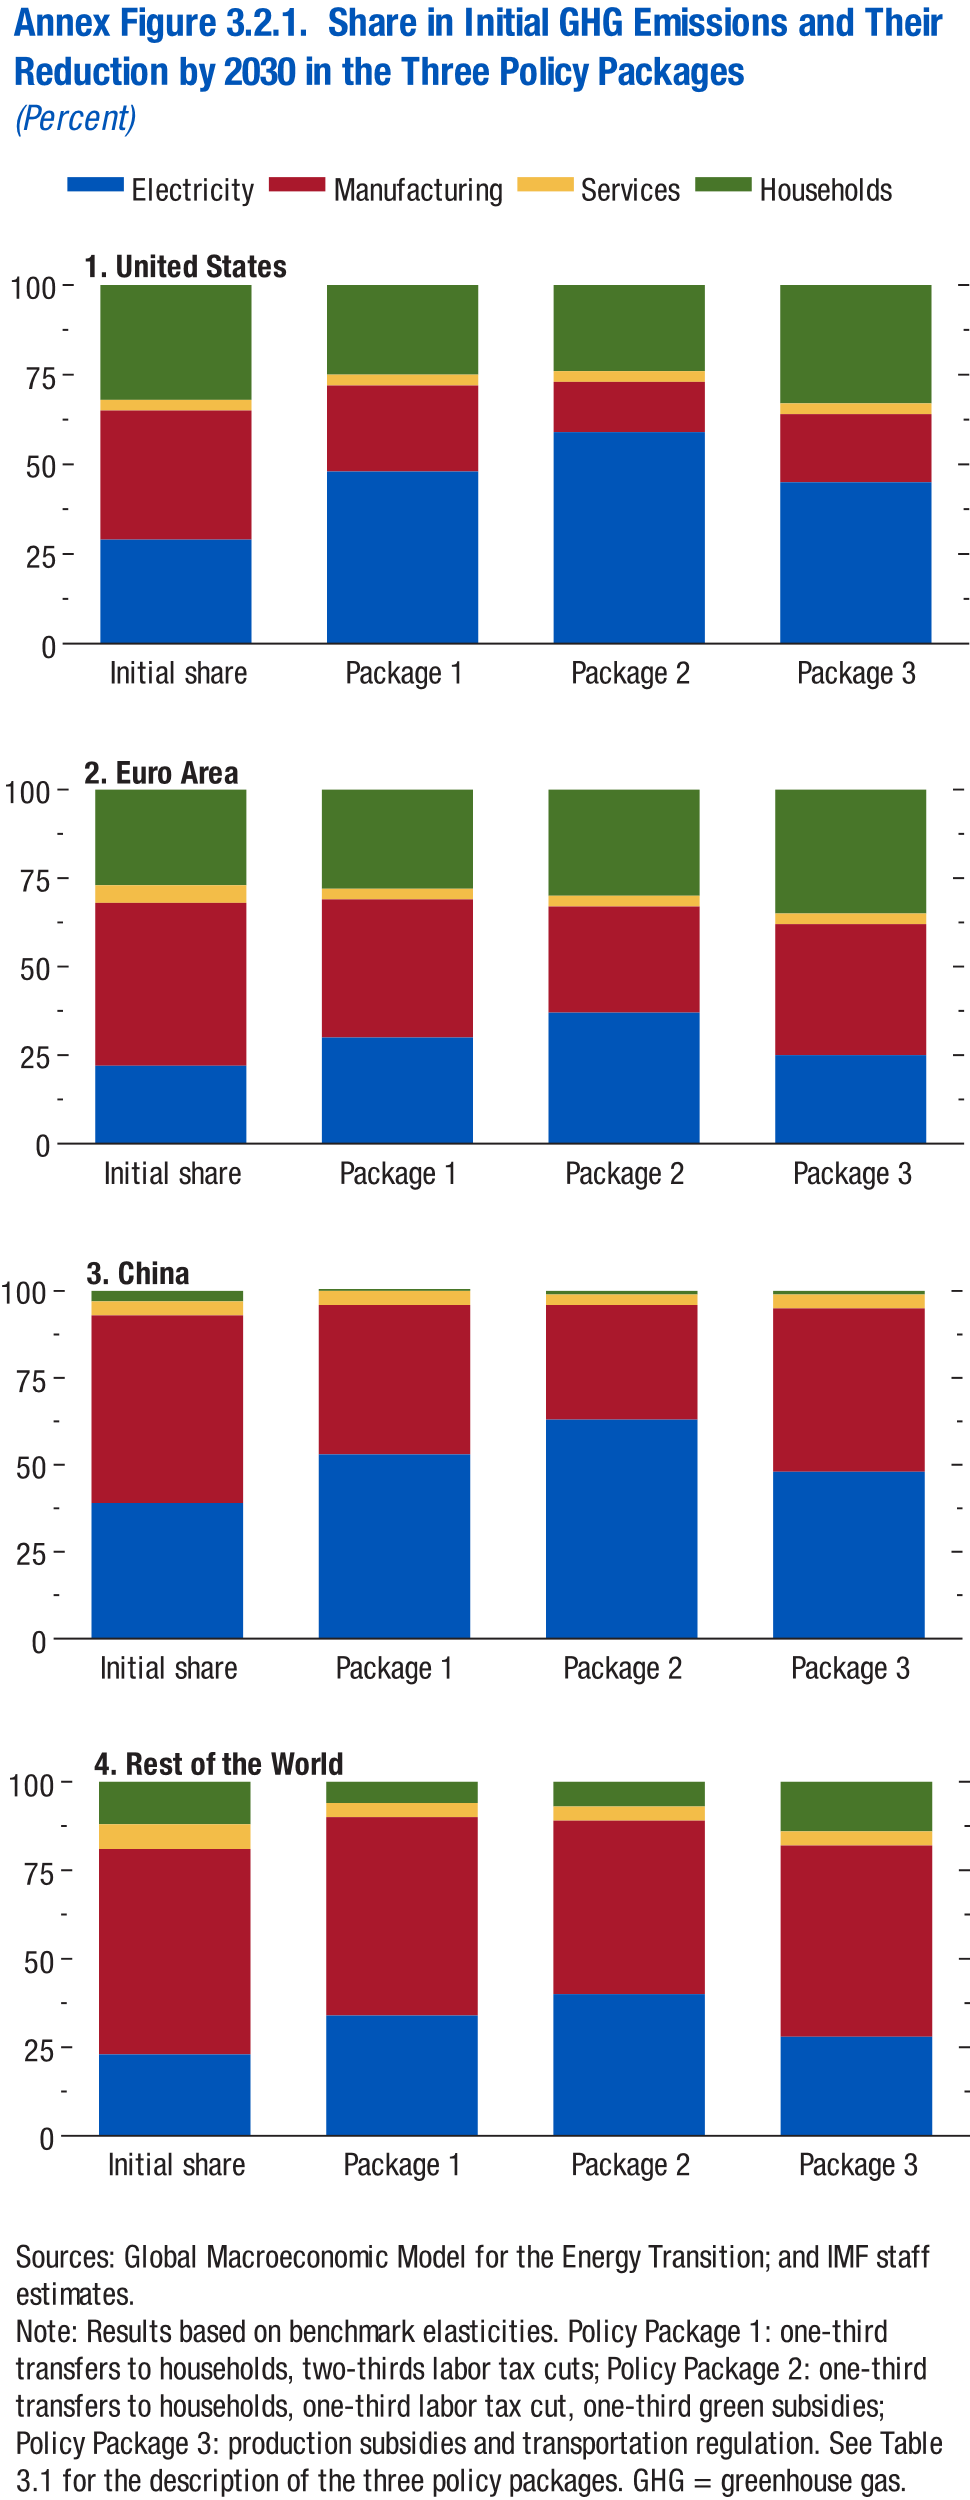 Annex Figure 3.2.1. Share in Initial GHG Emissions and Their
Reduction by 2030 in the Three Policy Packages
(Percent)
Electricity Manufacturing Services Households
1. United States
100
75
50
25
0
Initial share Package 1 Package 2 Package 3
2. Euro Area
100
75
50
25
0
Initial share Package 1 Package 2 Package 3
3. China
100
75
50
25
0
Initial share Package 1 Package 2 Package 3
4. Rest of the World
100
75
50
25
0
Initial share Package 1 Package 2 Package 3
Sources: Global Macroeconomic Model for the Energy Transition; and IMF staff
estimates.
Note: Results based on benchmark elasticities. Policy Package 1: one-third
transfers to households, two-thirds labor tax cuts; Policy Package 2: one-third
transfers to households, one-third labor tax cut, one-third green subsidies;
Policy Package 3: production subsidies and transportation regulation. See Table
3.1 for the description of the three policy packages. GHG = greenhouse gas.